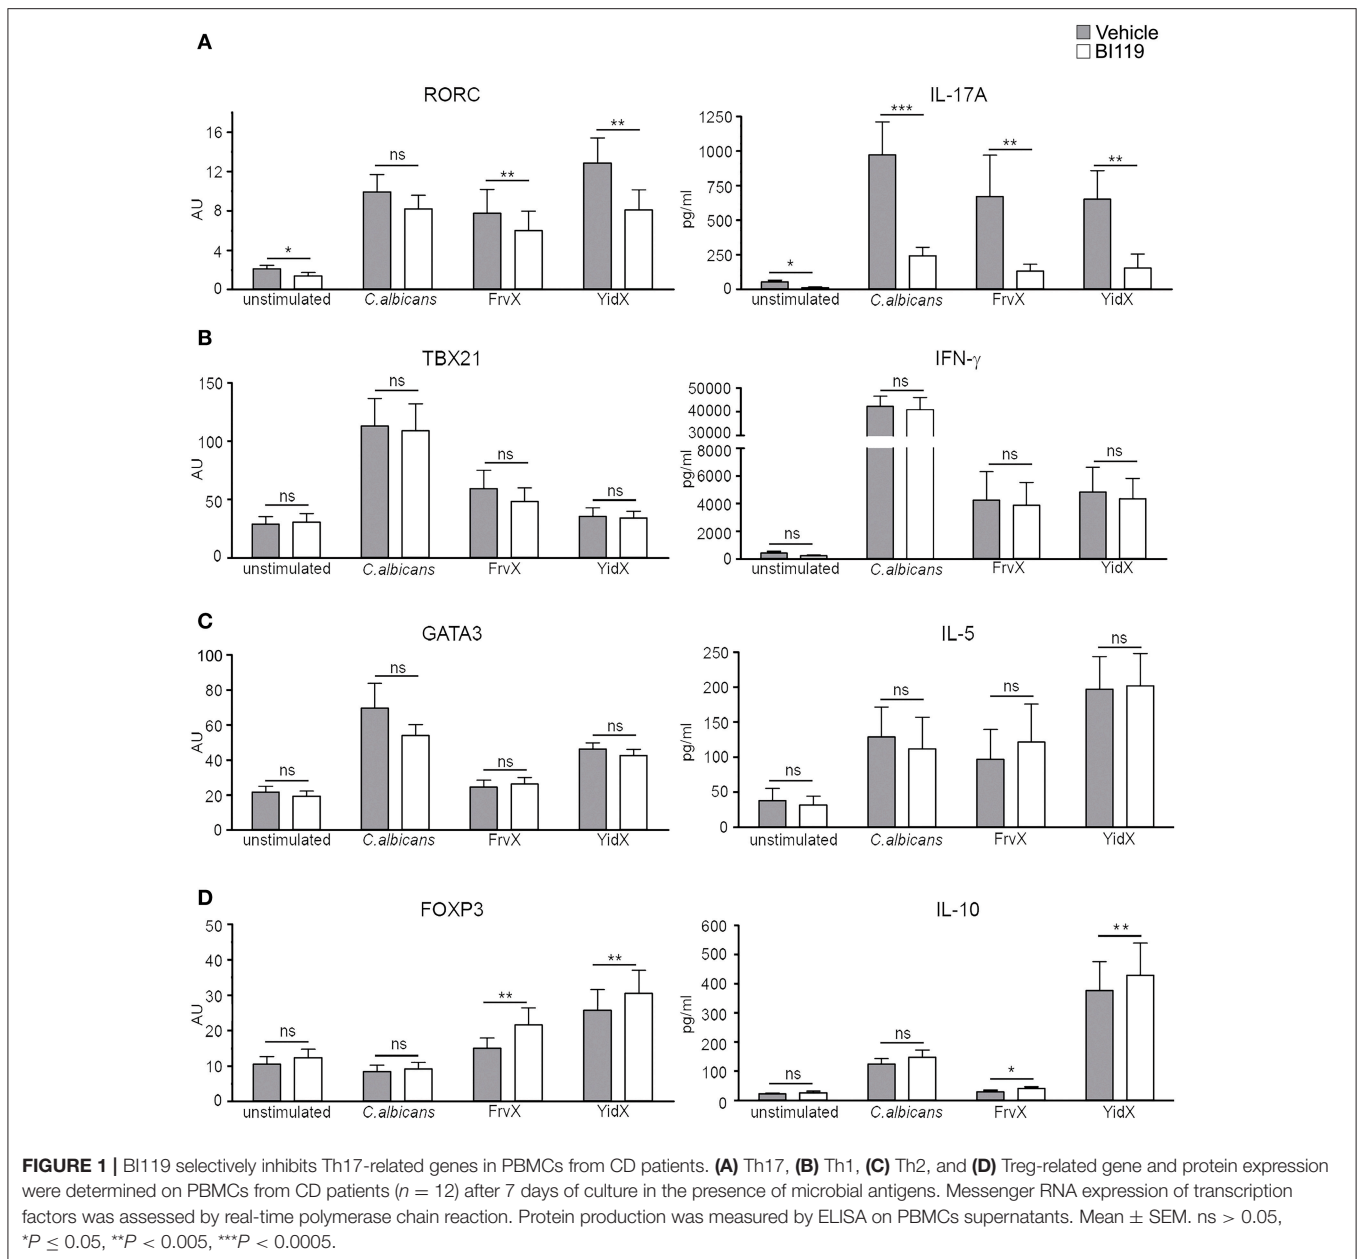 A
Vehicle
BI119
RORC
IL-17A
16
12
8
4
0
AU
*
ns
**
**
unstimulated
C.albicans
FrvX
YidX
1250
1000
750
500
250
0
pg/ml
*
***
**
**
unstimulated
C.albicans
FrvX
YidX
B
TBX21
IFN-γ
150
100
50
0
AU
ns
ns
ns
ns
unstimulated
C.albicans
FrvX
YidX
50000
40000
30000
8000
6000
4000
2000
0
pg/ml
ns
ns
ns
ns
unstimulated
C.albicans
FrvX
YidX
C
GATA3
IL-5
100
80
60
40
20
0
AU
ns
ns
ns
ns
unstimulated
C.albicans
FrvX
YidX
250
200
150
100
50
0
pg/ml
ns
ns
ns
ns
unstimulated
C.albicans
FrvX
YidX
D
FOXP3
IL-10
50
40
30
20
10
0
AU
ns
ns
**
**
unstimulated
C.albicans
FrvX
YidX
600
500
400
300
200
100
0
pg/ml
ns
ns
*
**
unstimulated
C.albicans
FrvX
YidX
FIGURE 1 | BI119 selectively inhibits Th17-related genes in PBMCs from CD patients. (A) Th17, (B) Th1, (C) Th2, and (D) Treg-related gene and protein expression
were determined on PBMCs from CD patients (n = 12) after 7 days of culture in the presence of microbial antigens. Messenger RNA expression of transcription
factors was assessed by real-time polymerase chain reaction. Protein production was measured by ELISA on PBMCs supernatants. Mean ± SEM. ns > 0.05,
*P ≤ 0.05, **P < 0.005, ***P < 0.0005.